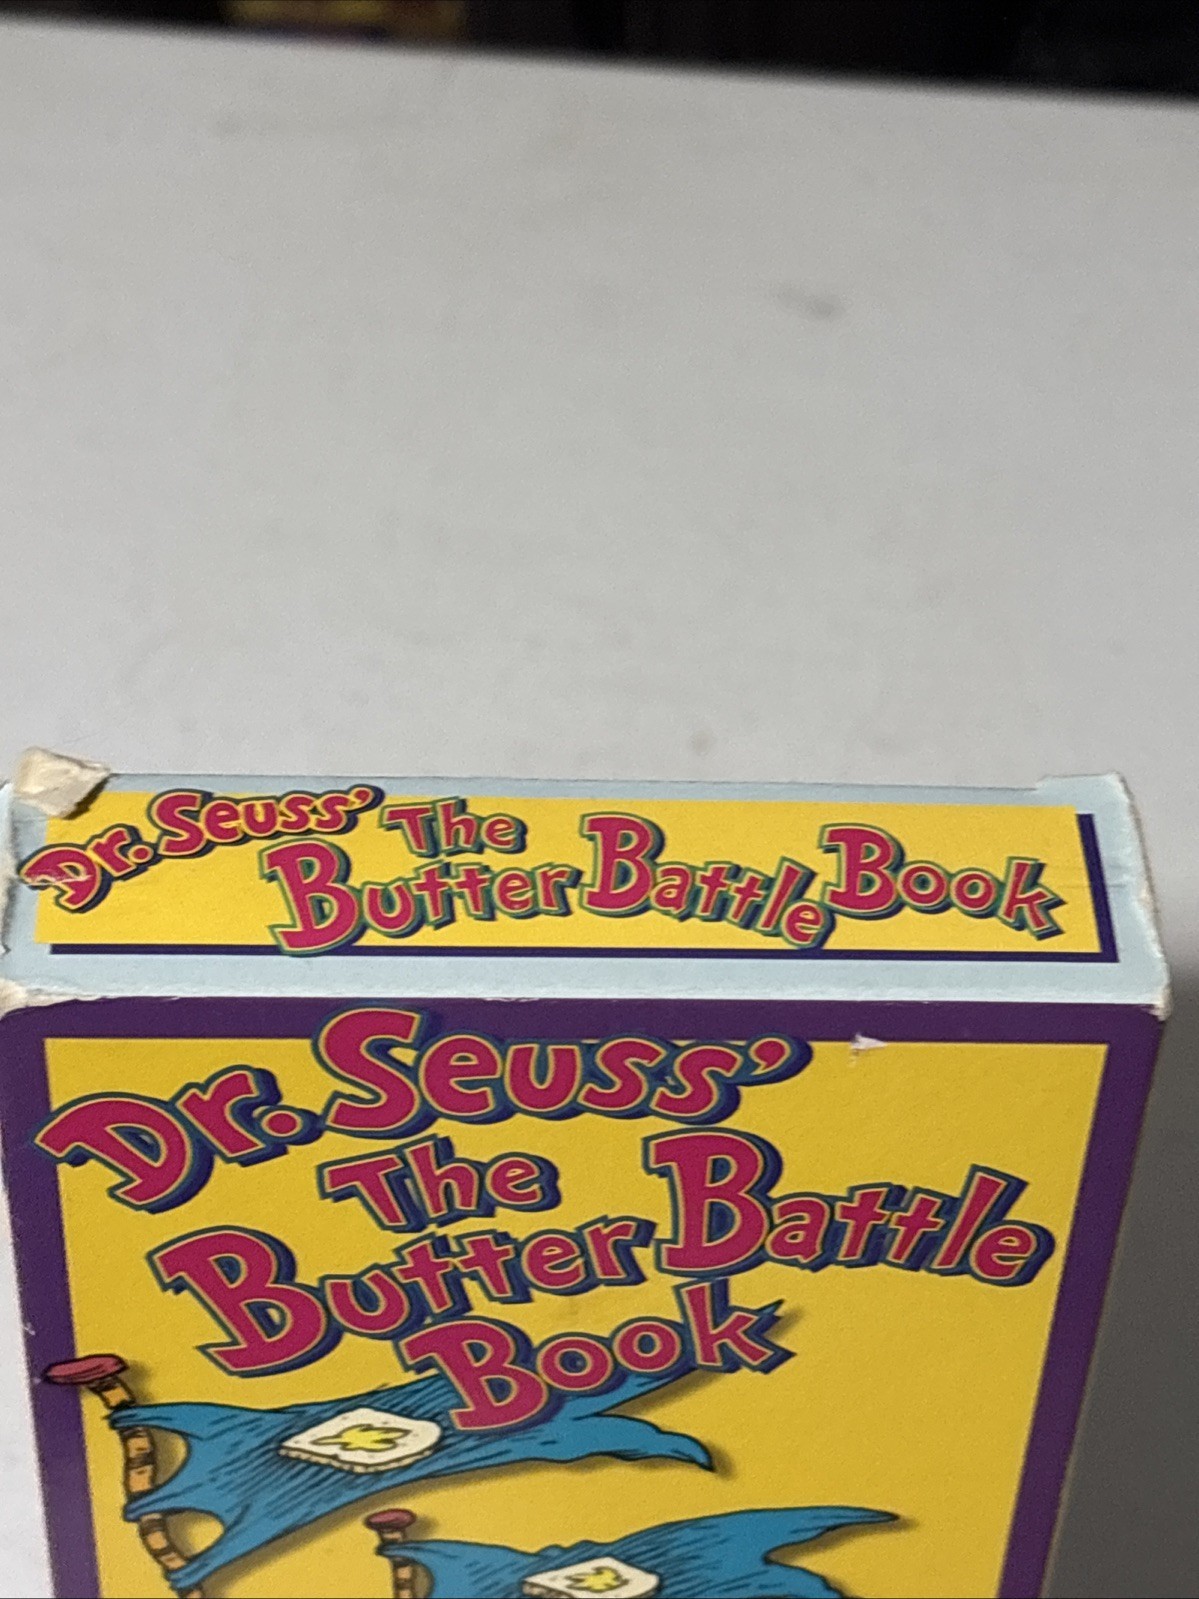 Dr. Seuss' The
Butter Battle Book
Dr. Seuss'
The
Butter Battle
Book